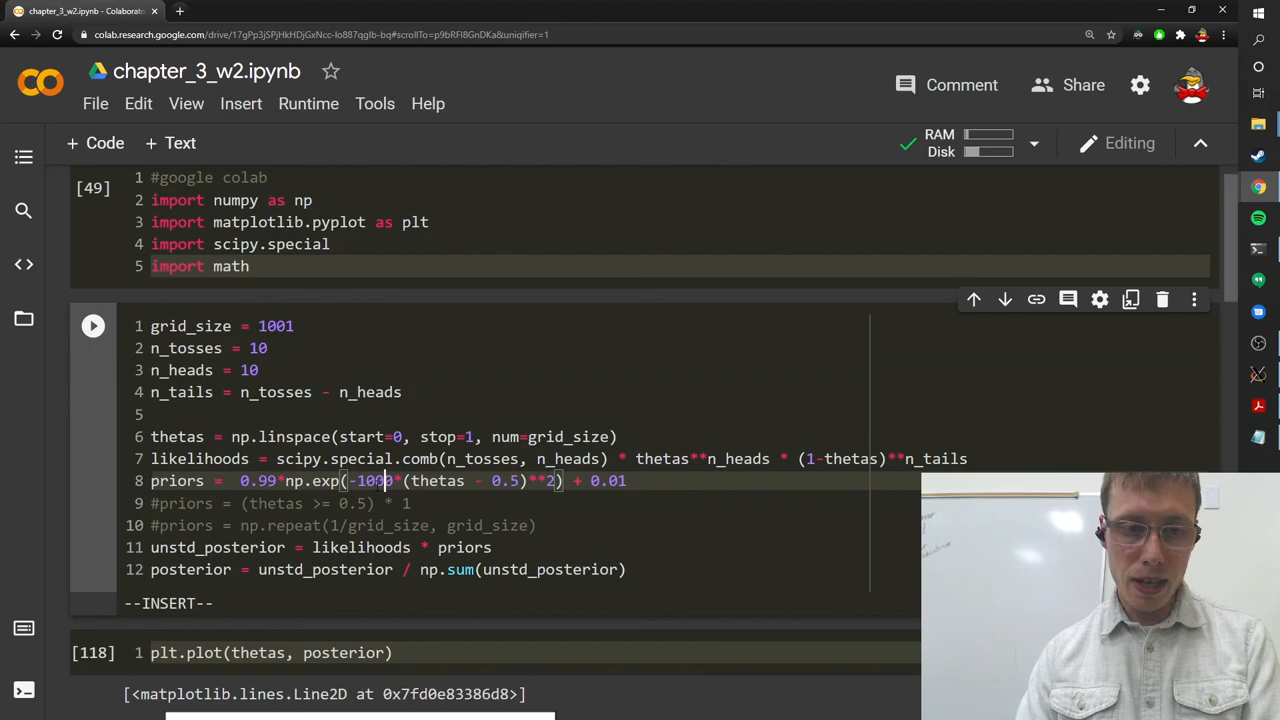 chapter_3_w2.ipynb - Colaborato
colab.research.google.com/drive/17gPp3jSPjHkHDjGxNcc-Io887qgIb-bq#scrollTo=p9bRFI8GnDKa&uniqifier=1
chapter_3_w2.ipynb
Comment
Share
File Edit View Insert Runtime Tools Help
+ Code + Text
RAM
Disk
Editing
[49]
1 #google colab
2 import numpy as np
3 import matplotlib.pyplot as plt
4 import scipy.special
5 import math
1 grid_size = 1001
2 n_tosses = 10
3 n_heads = 10
4 n_tails = n_tosses - n_heads
5
6 thetas = np.linspace(start=0, stop=1, num=grid_size)
7 likelihoods = scipy.special.comb(n_tosses, n_heads) * thetas**n_heads * (1-thetas)**n_tails
8 priors = 0.99*np.exp(-1000*(thetas - 0.5)**2) + 0.01
9 #priors = (thetas >= 0.5) * 1
10 #priors = np.repeat(1/grid_size, grid_size)
11 unstd_posterior = likelihoods * priors
12 posterior = unstd_posterior / np.sum(unstd_posterior)
--INSERT--
[118] 1 plt.plot(thetas, posterior)
[<matplotlib.lines.Line2D at 0x7fd0e83386d8>]